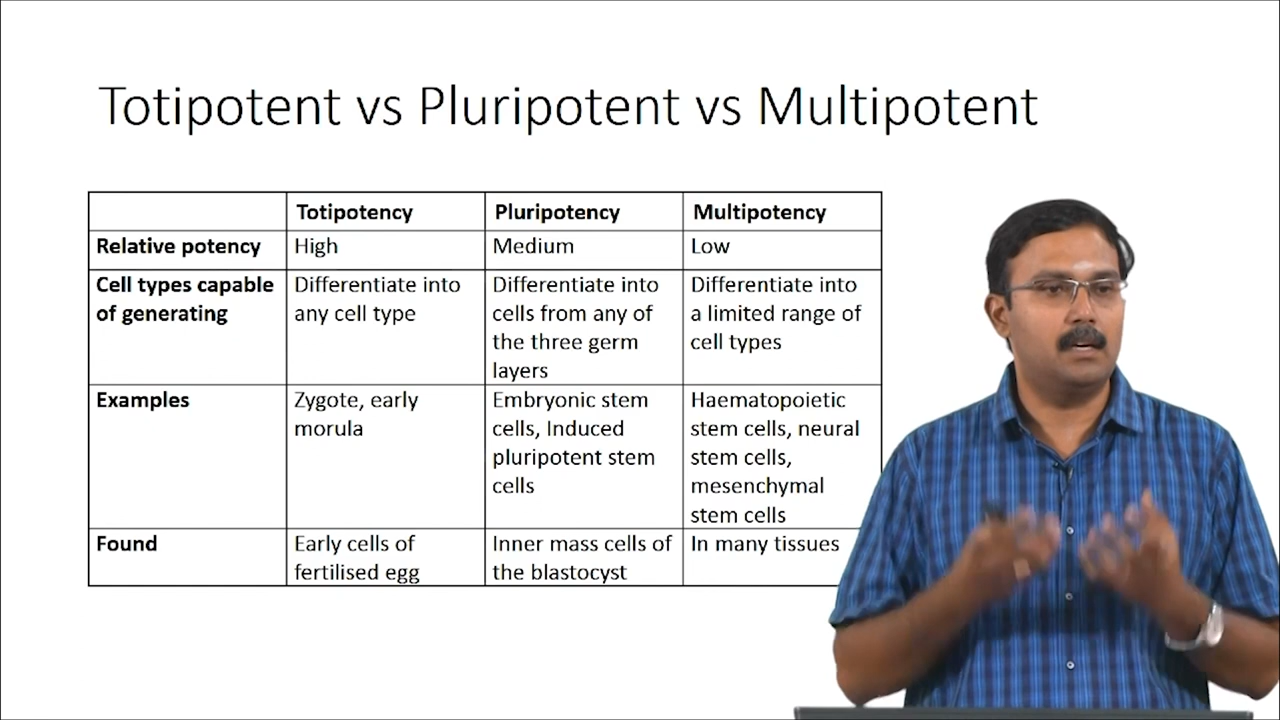 Totipotent vs Pluripotent vs Multipotent
Totipotency Pluripotency Multipotency
Relative potency High Medium Low
Cell types capable of generating Differentiate into any cell type Differentiate into cells from any of the three germ layers Differentiate into a limited range of cell types
Examples Zygote, early morula Embryonic stem cells, Induced pluripotent stem cells Haematopoietic stem cells, neural stem cells, mesenchymal stem cells
Found Early cells of fertilised egg Inner mass cells of the blastocyst In many tissues